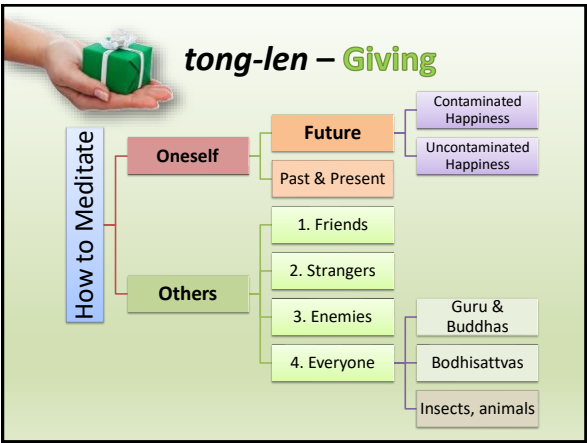 tong-len – Giving
How to Meditate
Oneself
Future
Contaminated
Happiness
Uncontaminated
Happiness
Past & Present
Others
1. Friends
2. Strangers
3. Enemies
4. Everyone
Guru &
Buddhas
Bodhisattvas
Insects, animals